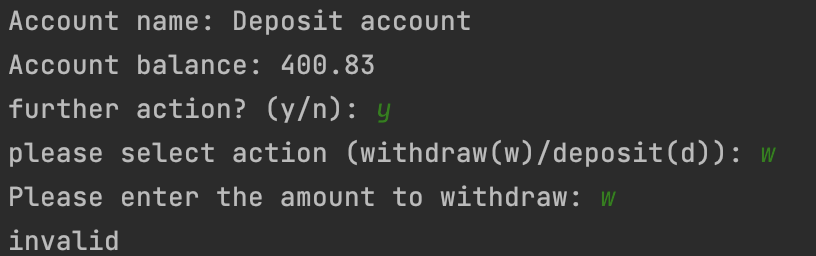 Account name: Deposit account
Account balance: 400.83
further action? (y/n): y
please select action (withdraw(w)/deposit(d)): w
Please enter the amount to withdraw: w
invalid